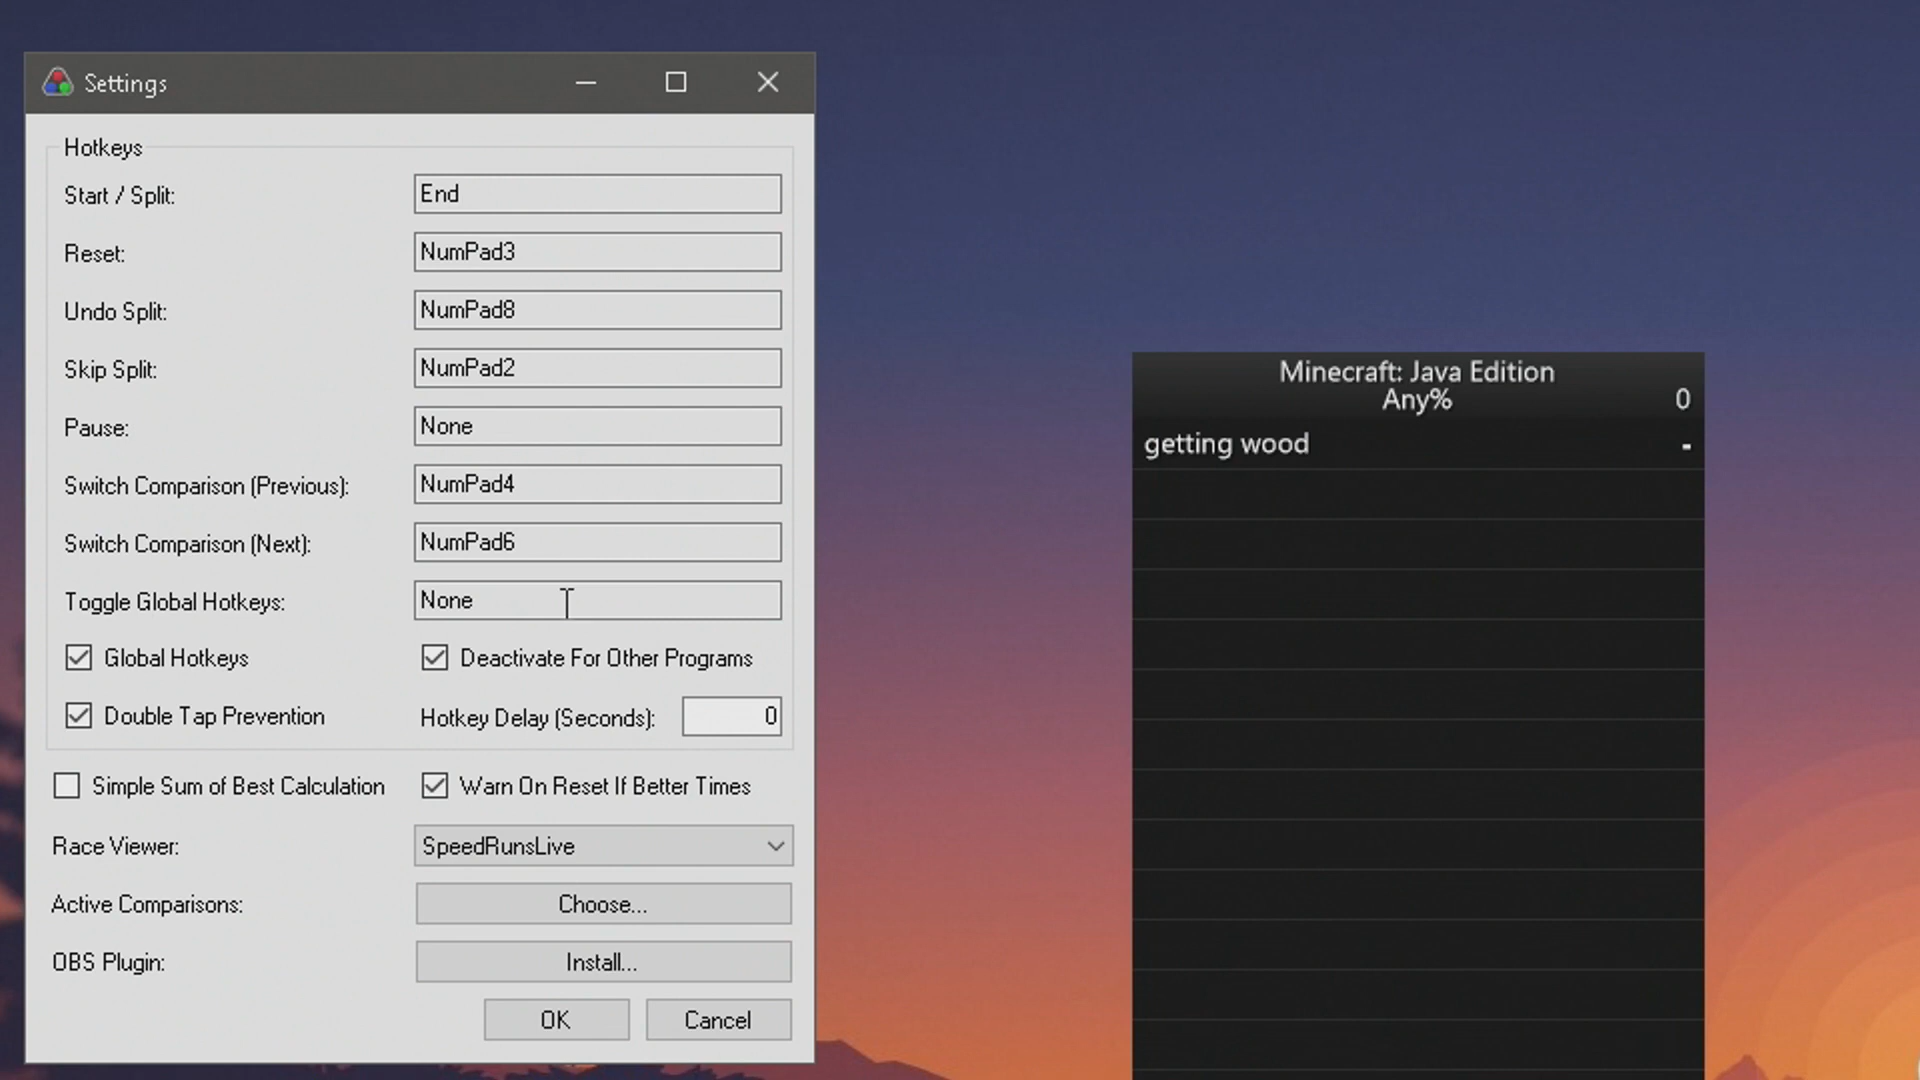 Settings
Hotkeys
Start / Split: End
Reset: NumPad3
Undo Split: NumPad8
Skip Split: NumPad2
Pause: None
Switch Comparison (Previous): NumPad4
Switch Comparison (Next): NumPad6
Toggle Global Hotkeys: None
Global Hotkeys Deactivate For Other Programs
Double Tap Prevention Hotkey Delay (Seconds): 0
Simple Sum of Best Calculation Warn On Reset If Better Times
Race Viewer: SpeedRunsLive
Active Comparisons: Choose...
OBS Plugin: Install...
OK Cancel
Minecraft: Java Edition
Any% 0
getting wood -